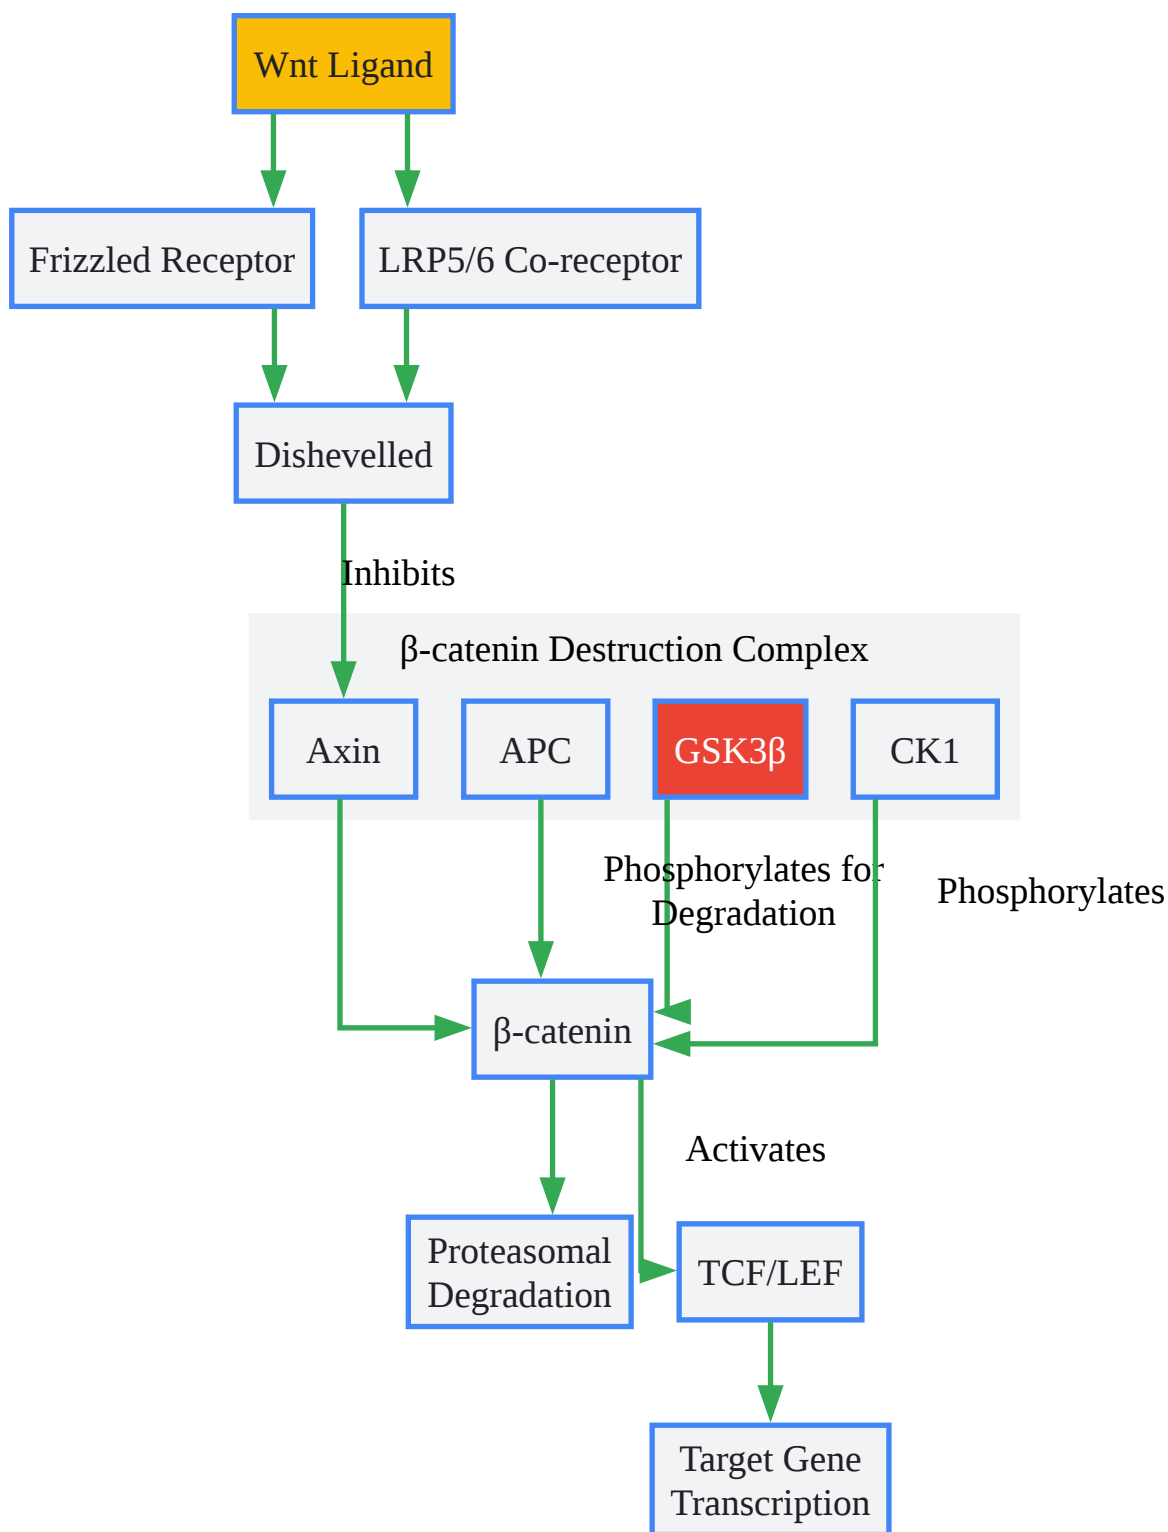 Wnt Ligand
Frizzled Receptor
LRP5/6 Co-receptor
Dishevelled
Inhibits
β-catenin Destruction Complex
Axin
APC
GSK3β
CK1
Phosphorylates for
Degradation
Phosphorylates
β-catenin
Activates
Proteasomal
Degradation
TCF/LEF
Target Gene
Transcription